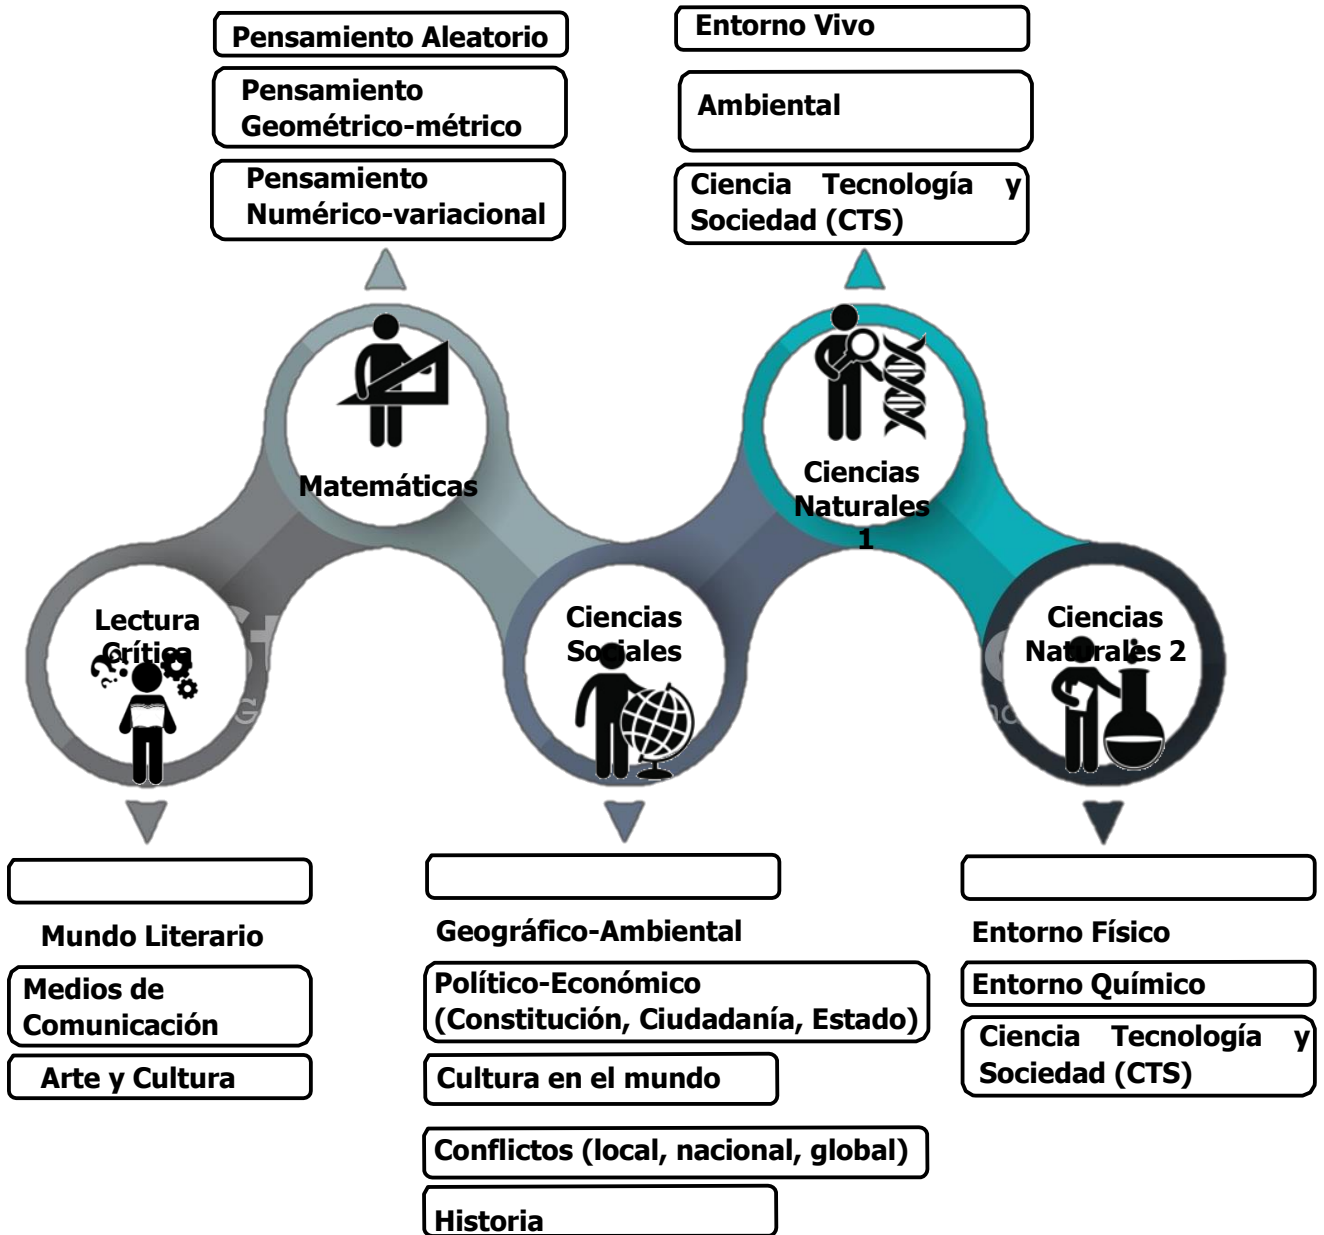 Pensamiento Aleatorio
Pensamiento
Geométrico-métrico
Pensamiento
Numérico-variacional
Entorno Vivo
Ambiental
Ciencia Tecnología y
Sociedad (CTS)
Matemáticas
Ciencias
Naturales
1
Lectura
Crítica
Ciencias
Sociales
Ciencias
Naturales 2
Mundo Literario
Medios de
Comunicación
Arte y Cultura
Geográfico-Ambiental
Político-Económico
(Constitución, Ciudadanía, Estado)
Cultura en el mundo
Conflictos (local, nacional, global)
Historia
Entorno Físico
Entorno Químico
Ciencia Tecnología y
Sociedad (CTS)